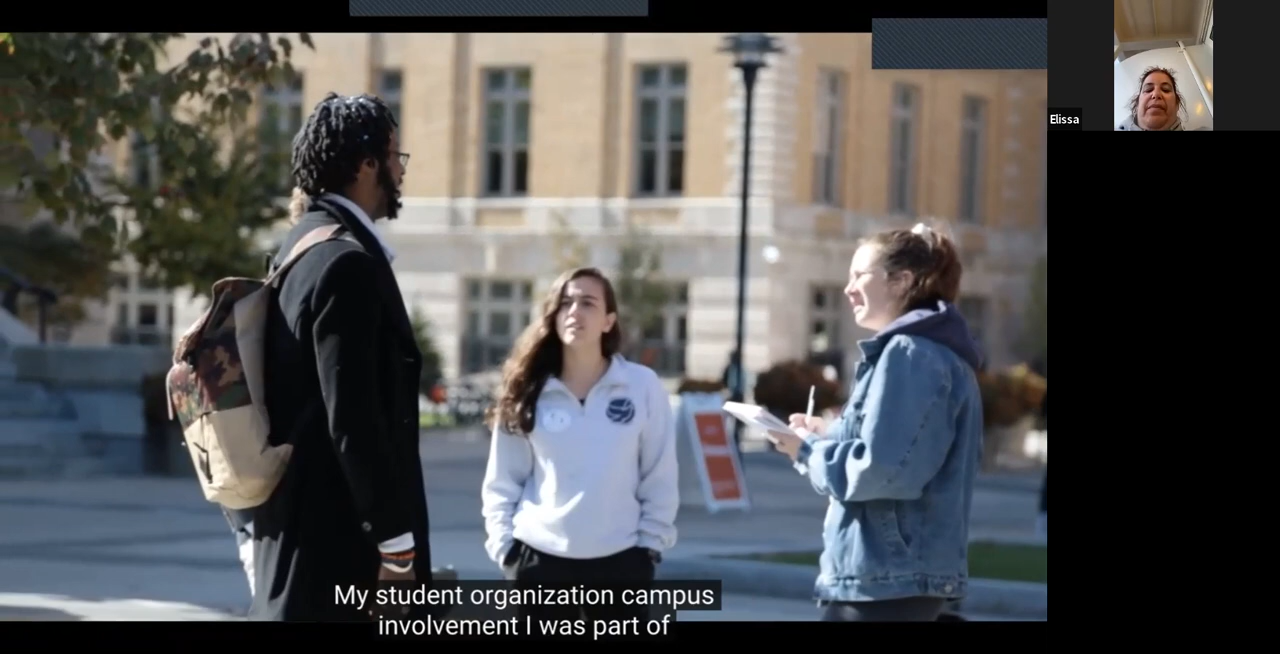 Elissa
My student organization campus
involvement I was part of